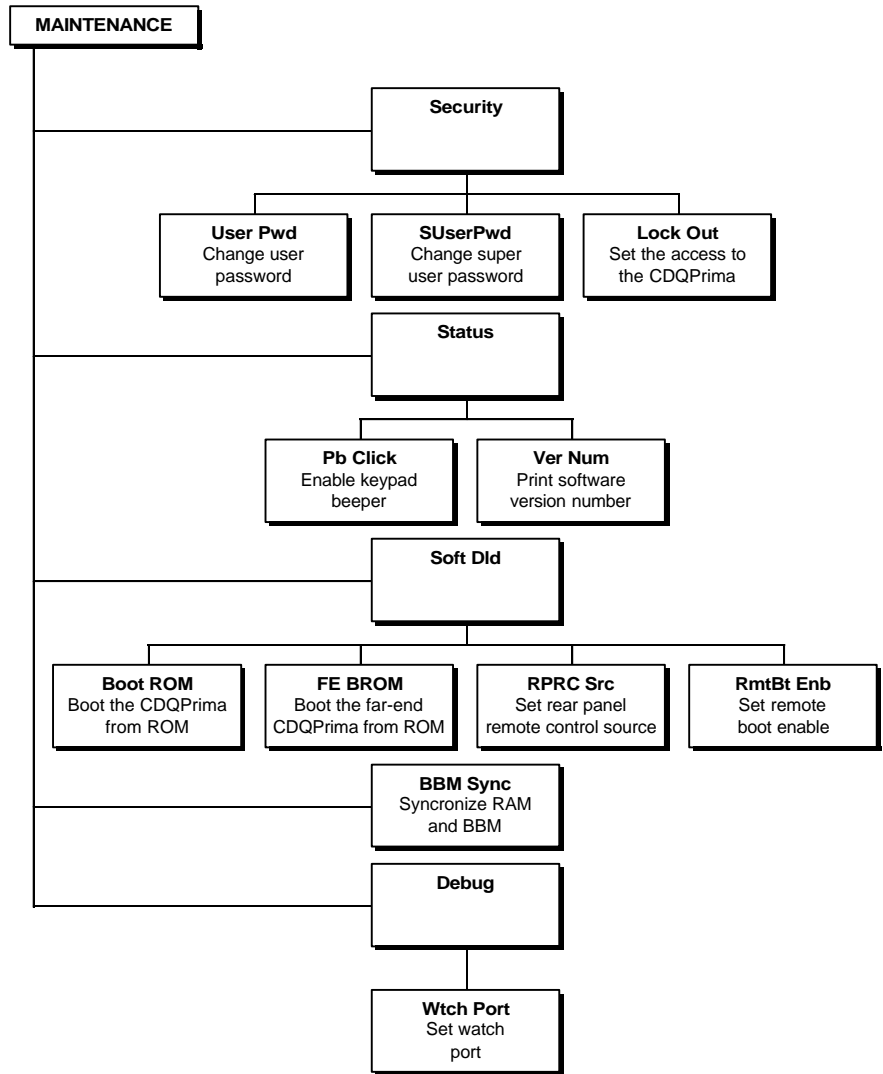 MAINTENANCE
Security
User Pwd
Change user
password
SUserPwd
Change super
user password
Lock Out
Set the access to
the CDQPrima
Status
Pb Click
Enable keypad
beeper
Ver Num
Print software
version number
Soft Dld
Boot ROM
Boot the CDQPrima
from ROM
FE BROM
Boot the far-end
CDQPrima from ROM
RPRC Src
Set rear panel
remote control source
RmtBt Enb
Set remote
boot enable
BBM Sync
Syncronize RAM
and BBM
Debug
Wtch Port
Set watch
port